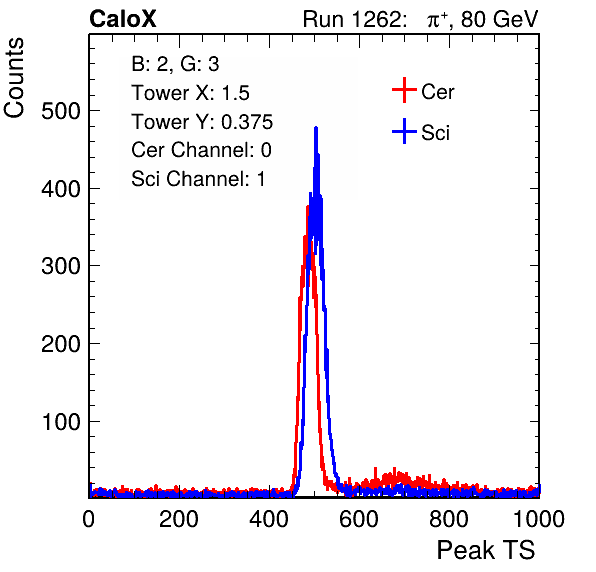 CaloX Run 1262: π⁺, 80 GeV
B: 2, G: 3
Tower X: 1.5
Tower Y: 0.375
Cer Channel: 0
Sci Channel: 1
Cer
Sci
Counts
500
400
300
200
100
0 200 400 600 800 1000
Peak TS